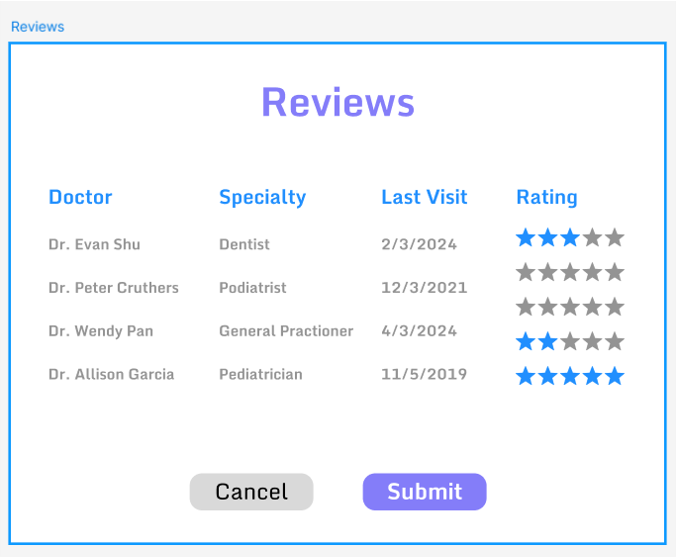 Reviews
Reviews
Doctor Specialty Last Visit Rating
Dr. Evan Shu Dentist 2/3/2024
Dr. Peter Cruthers Podiatrist 12/3/2021
Dr. Wendy Pan General Practioner 4/3/2024
Dr. Allison Garcia Pediatrician 11/5/2019
Cancel Submit